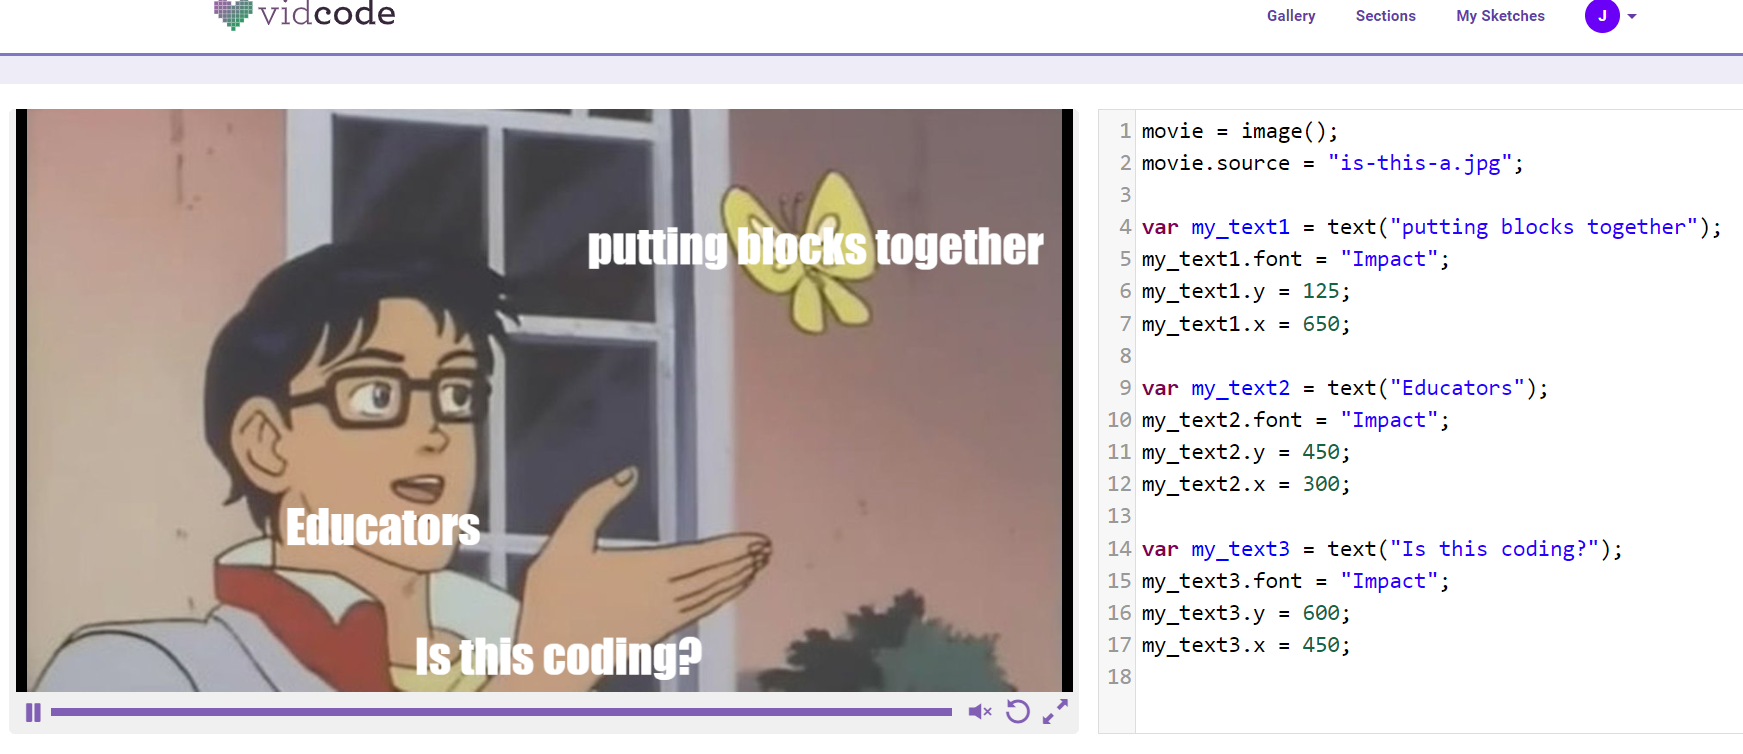 vidcode
Gallery Sections My Sketches J
putting blocks together
Educators
Is this coding?
1 movie = image();
2 movie.source = "is-this-a.jpg";
3
4 var my_text1 = text("putting blocks together");
5 my_text1.font = "Impact";
6 my_text1.y = 125;
7 my_text1.x = 650;
8
9 var my_text2 = text("Educators");
10 my_text2.font = "Impact";
11 my_text2.y = 450;
12 my_text2.x = 300;
13
14 var my_text3 = text("Is this coding?");
15 my_text3.font = "Impact";
16 my_text3.y = 600;
17 my_text3.x = 450;
18